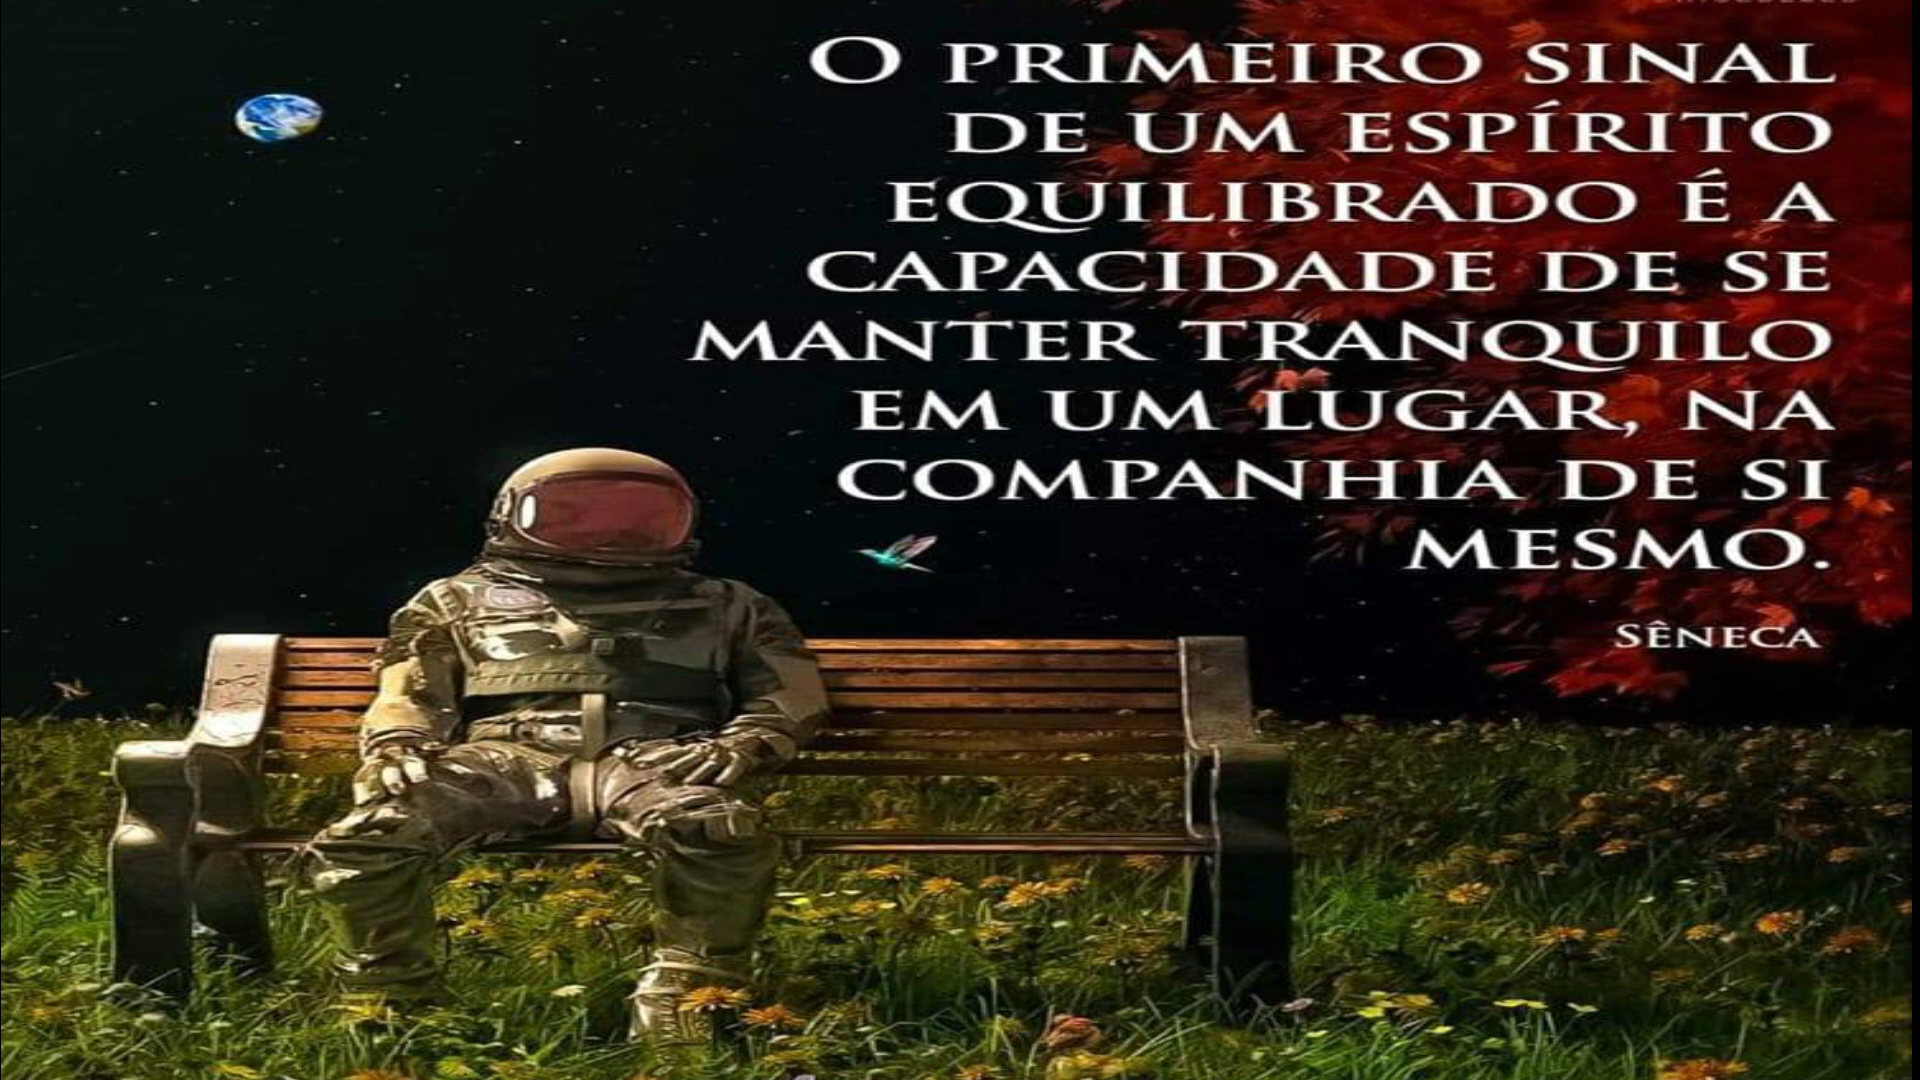 O PRIMEIRO SINAL
DE UM ESPÍRITO
EQUILIBRADO É A
CAPACIDADE DE SE
MANTER TRANQUILO
EM UM LUGAR, NA
COMPANHIA DE SI
MESMO.
SÊNECA